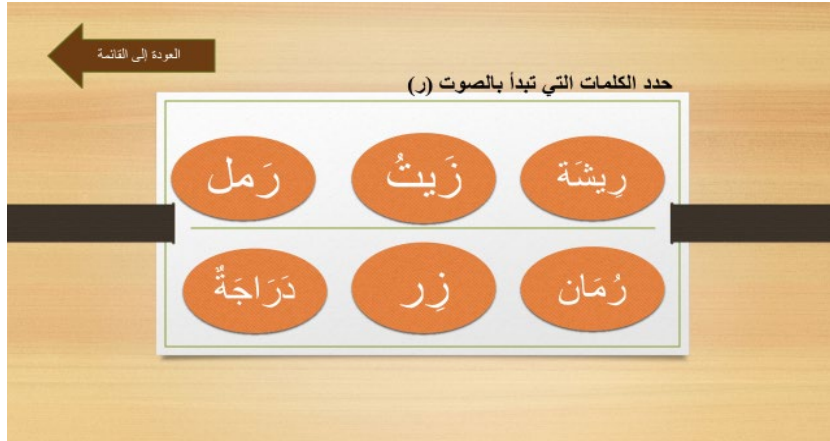 العودة إلى القائمة
حدد الكلمات التي تبدأ بالصوت (ر)
رِيشَة زَيتُ رَمل
رُمَان زِر دَرَاجَةٌ